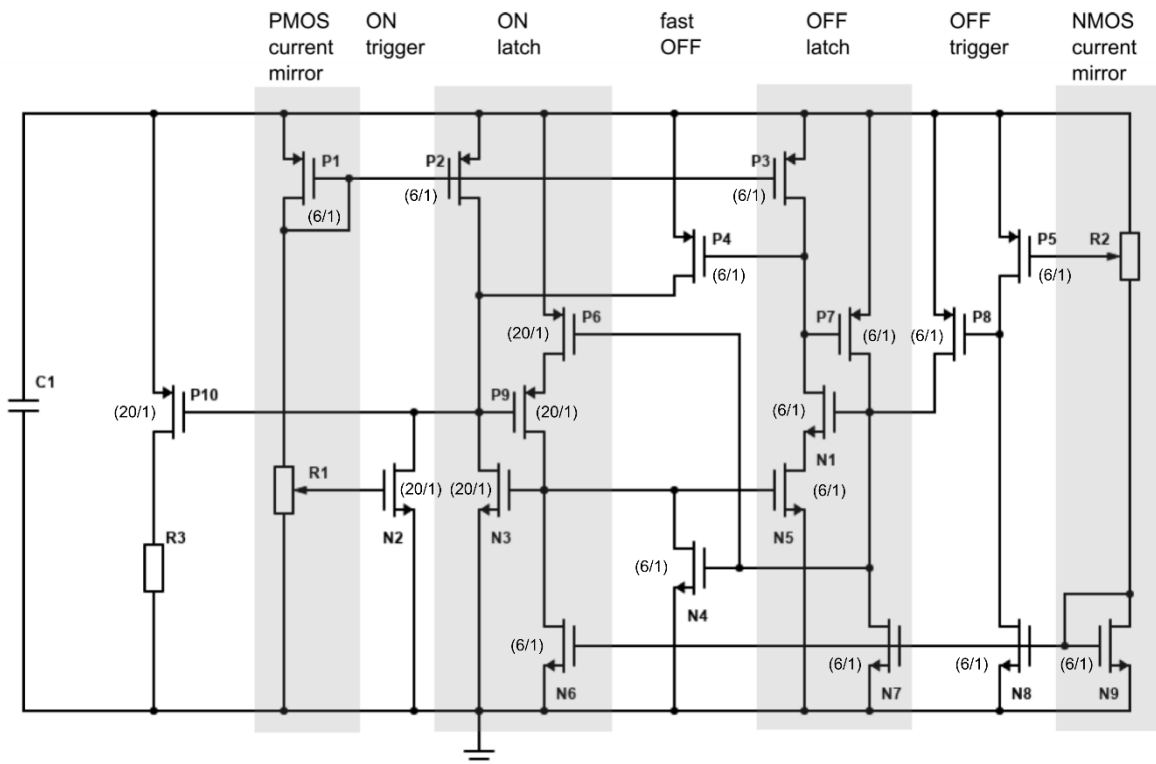 PMOS
current
mirror
ON
trigger
ON
latch
fast
OFF
OFF
latch
OFF
trigger
NMOS
current
mirror
P1
(6/1)
P2
(6/1)
P3
(6/1)
P4
(6/1)
P5
(6/1)
R2
P6
(20/1)
P7
(6/1)
(6/1)
P8
C1
P10
(20/1)
P9
(20/1)
(6/1)
N1
R1
(20/1)
N2
(20/1)
N3
(6/1)
N5
R3
(6/1)
N4
(6/1)
N6
(6/1)
N7
(6/1)
N8
(6/1)
N9